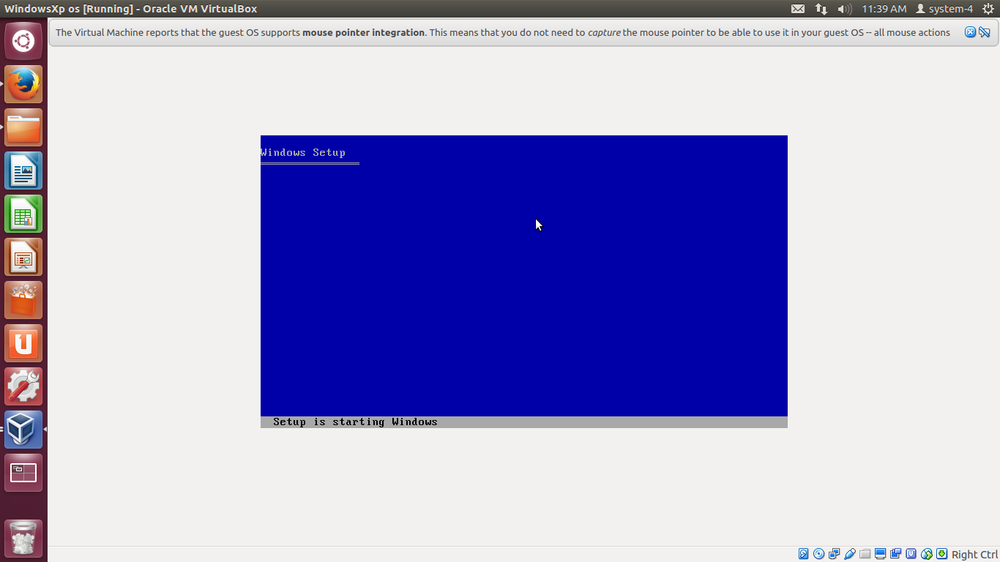 WindowsXp os [Running] - Oracle VM VirtualBox
11:39 AM
system-4
The Virtual Machine reports that the guest OS supports mouse pointer integration. This means that you do not need to capture the mouse pointer to be able to use it in your guest OS -- all mouse actions
Windows Setup
Setup is starting Windows
Right Ctrl